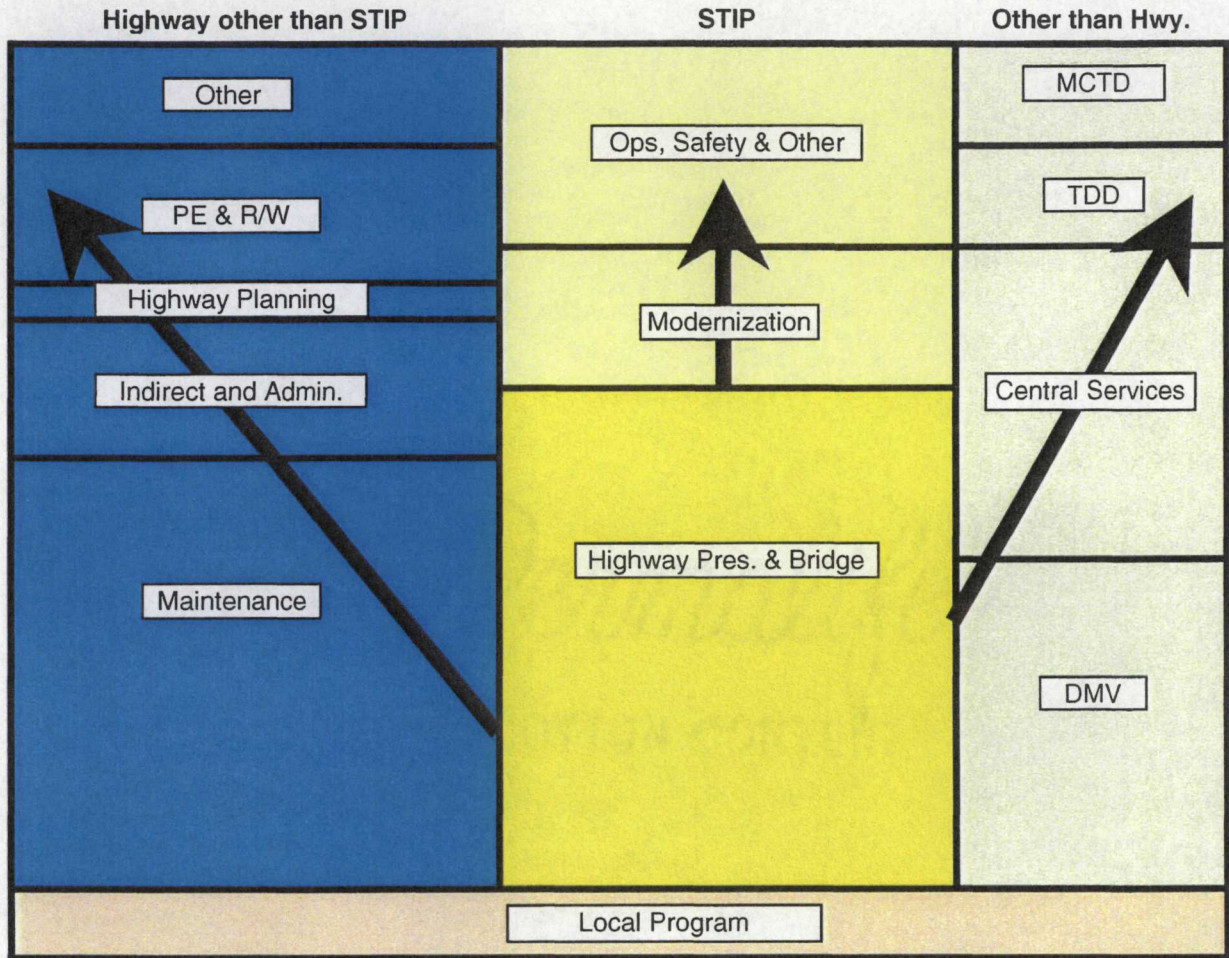 Highway other than STIP
STIP
Other than Hwy.
Other
PE & R/W
Highway Planning
Indirect and Admin.
Maintenance
Ops, Safety & Other
Modernization
Highway Pres. & Bridge
MCTD
TDD
Central Services
DMV
Local Program